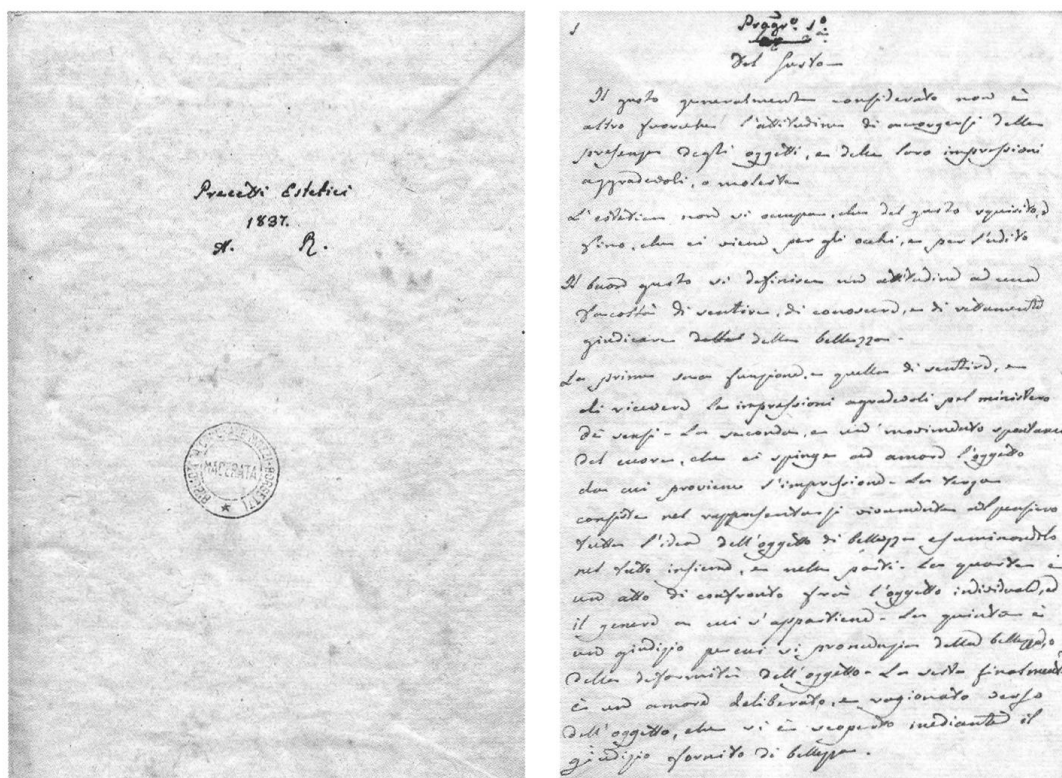 Precetti Estetici
1837.
A. R.
MACERATA
1
Pragr.º 1.º
Del Gusto
Il gusto generalmente considerato non è
altro fuorche l'attitudine di accorgersi della
presenza degli oggetti, e delle loro impressioni
aggradevoli, o moleste
L'estetica non si occupa, che del gusto squisito, e
fino, che ci viene per gli occhi, e per l'udito
Il buon gusto si definisce un attitudine ad una
facoltà di sentire, di conoscere, e di rettamente
giudicare della bellezza.
La prima sua funzione, e quella di sentire, e
di ricevere le impressioni agradevoli pel ministero
dè sensi - La seconda, e un movimento spontaneo
del cuore, che ci spinge ad amare l'oggetto
da cui proviene l'impressione - La terza
consiste nel rappresentarsi vivamente al pensiero
tutta l'idea dell'oggetto di bellezza esaminandolo
nel tutto insieme, e nelle parti - La quarta e
un atto di confronto frà l'oggetto individuale, e
il genere a cui s'appartiene - La quinta è
un giudizio per cui si pronunzia della bellezza, o
della deformità dell'oggetto - La sesta finalmente
è un amore deliberato, e ragionato verso
dell'oggetto, che si è scoperto mediante il
giudizio fornito di bellezza.